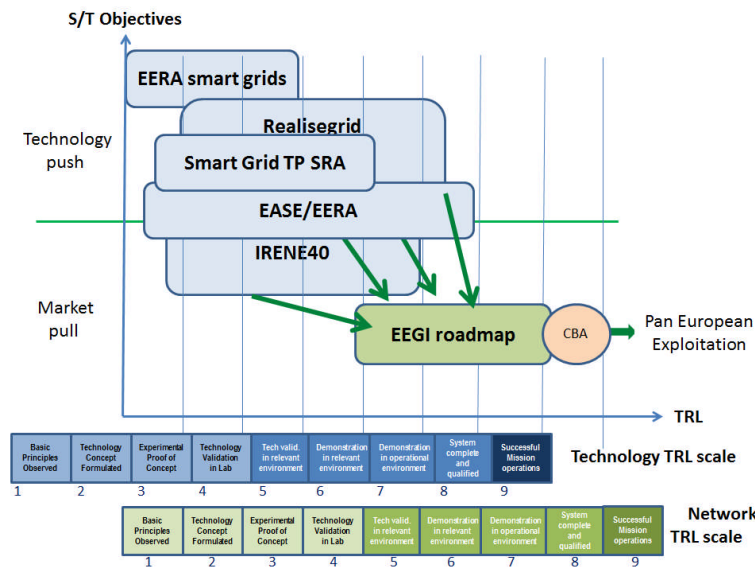 S/T Objectives
EERA smart grids
Realisegrid
Technology
push
Smart Grid TP SRA
EASE/EERA
IRENE40
Market
pull
EEGI roadmap
CBA
Pan European
Exploitation
TRL
Basic
Principles
Observed
Technology
Concept
Formulated
Experimental
Proof of
Concept
Technology
Validation
in Lab
Tech valid.
in relevant
environment
Demonstration
in relevant
environment
Demonstration
in operational
environment
System
complete
and
qualified
Successful
Mission
operations
Technology TRL scale
1 2 3 4 5 6 7 8 9
Basic
Principles
Observed
Technology
Concept
Formulated
Experimental
Proof of
Concept
Technology
Validation
in Lab
Tech valid.
in relevant
environment
Demonstration
in relevant
environment
Demonstration
in operational
environment
System
complete
and
qualified
Successful
Mission
operations
Network
TRL scale
1 2 3 4 5 6 7 8 9